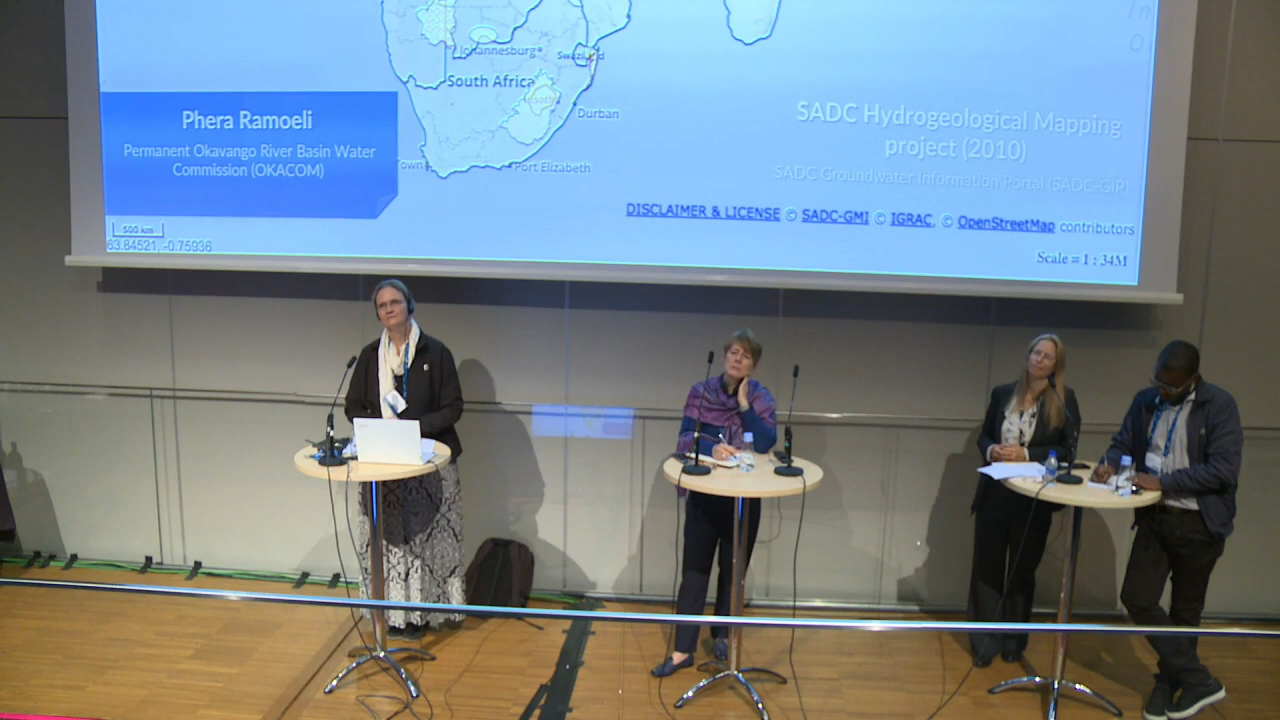 Johannesburg
Swaziland
South Africa
Lesotho
Durban
Town
Port Elizabeth
Phera Ramoeli
Permanent Okavango River Basin Water
Commission (OKACOM)
SADC Hydrogeological Mapping
project (2010)
SADC Groundwater Information Portal (SADC-GIP)
DISCLAIMER & LICENSE © SADC-GMI © IGRAC, © OpenStreetMap contributors
500 km
63.84521, -0.75936
Scale = 1 : 34M